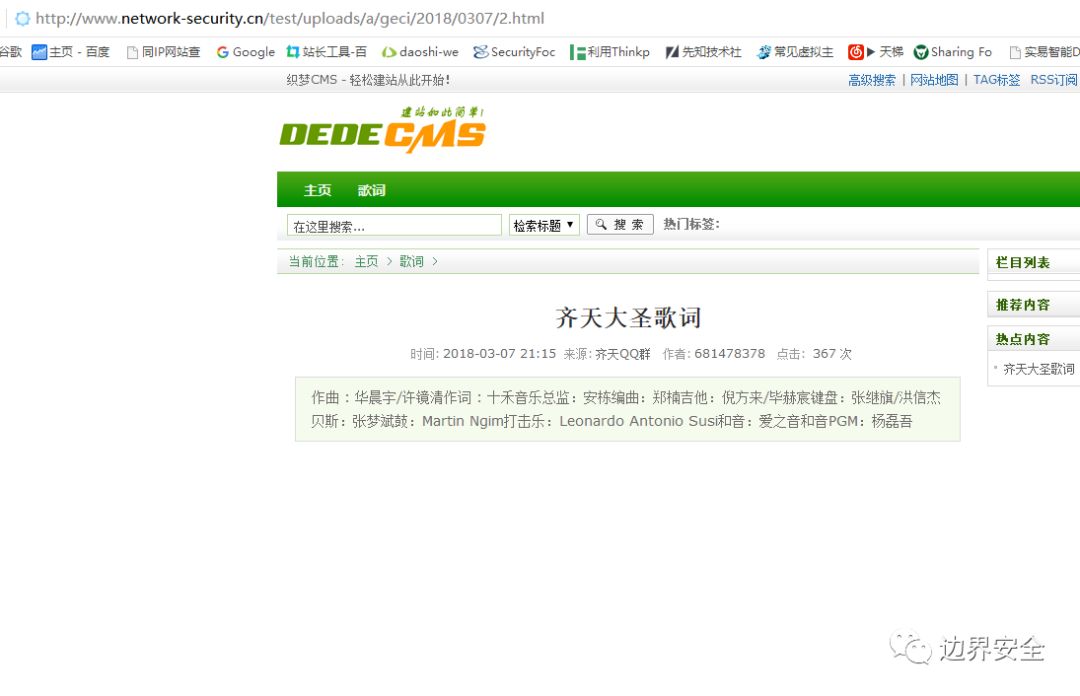 http://www.network-security.cn/test/uploads/a/geci/2018/0307/2.html
谷歌 主页 - 百度 同IP网站查 Google 站长工具-百 daoshi-we SecurityFoc 利用Thinkp 先知技术社 常见虚拟主 ▶ 天梯 Sharing Fo 实易智能D
织梦CMS - 轻松建站从此开始! 高级搜索 | 网站地图 | TAG标签 RSS订阅
建站如此简单!
DEDECMS
主页 歌词
在这里搜索... 检索标题 ▼ 搜 索 热门标签:
当前位置: 主页 > 歌词 > 栏目列表
推荐内容
齐天大圣歌词 热点内容
时间: 2018-03-07 21:15 来源: 齐天QQ群 作者: 681478378 点击: 367 次
齐天大圣歌词
作曲：华晨宇/许镜清作词：十禾音乐总监：安栋编曲：郑楠吉他：倪方来/毕赫宸键盘：张继旗/洪信杰
贝斯：张梦斌鼓：Martin Ngim打击乐：Leonardo Antonio Susi和音：爱之音和音PGM：杨磊吾
边界安全